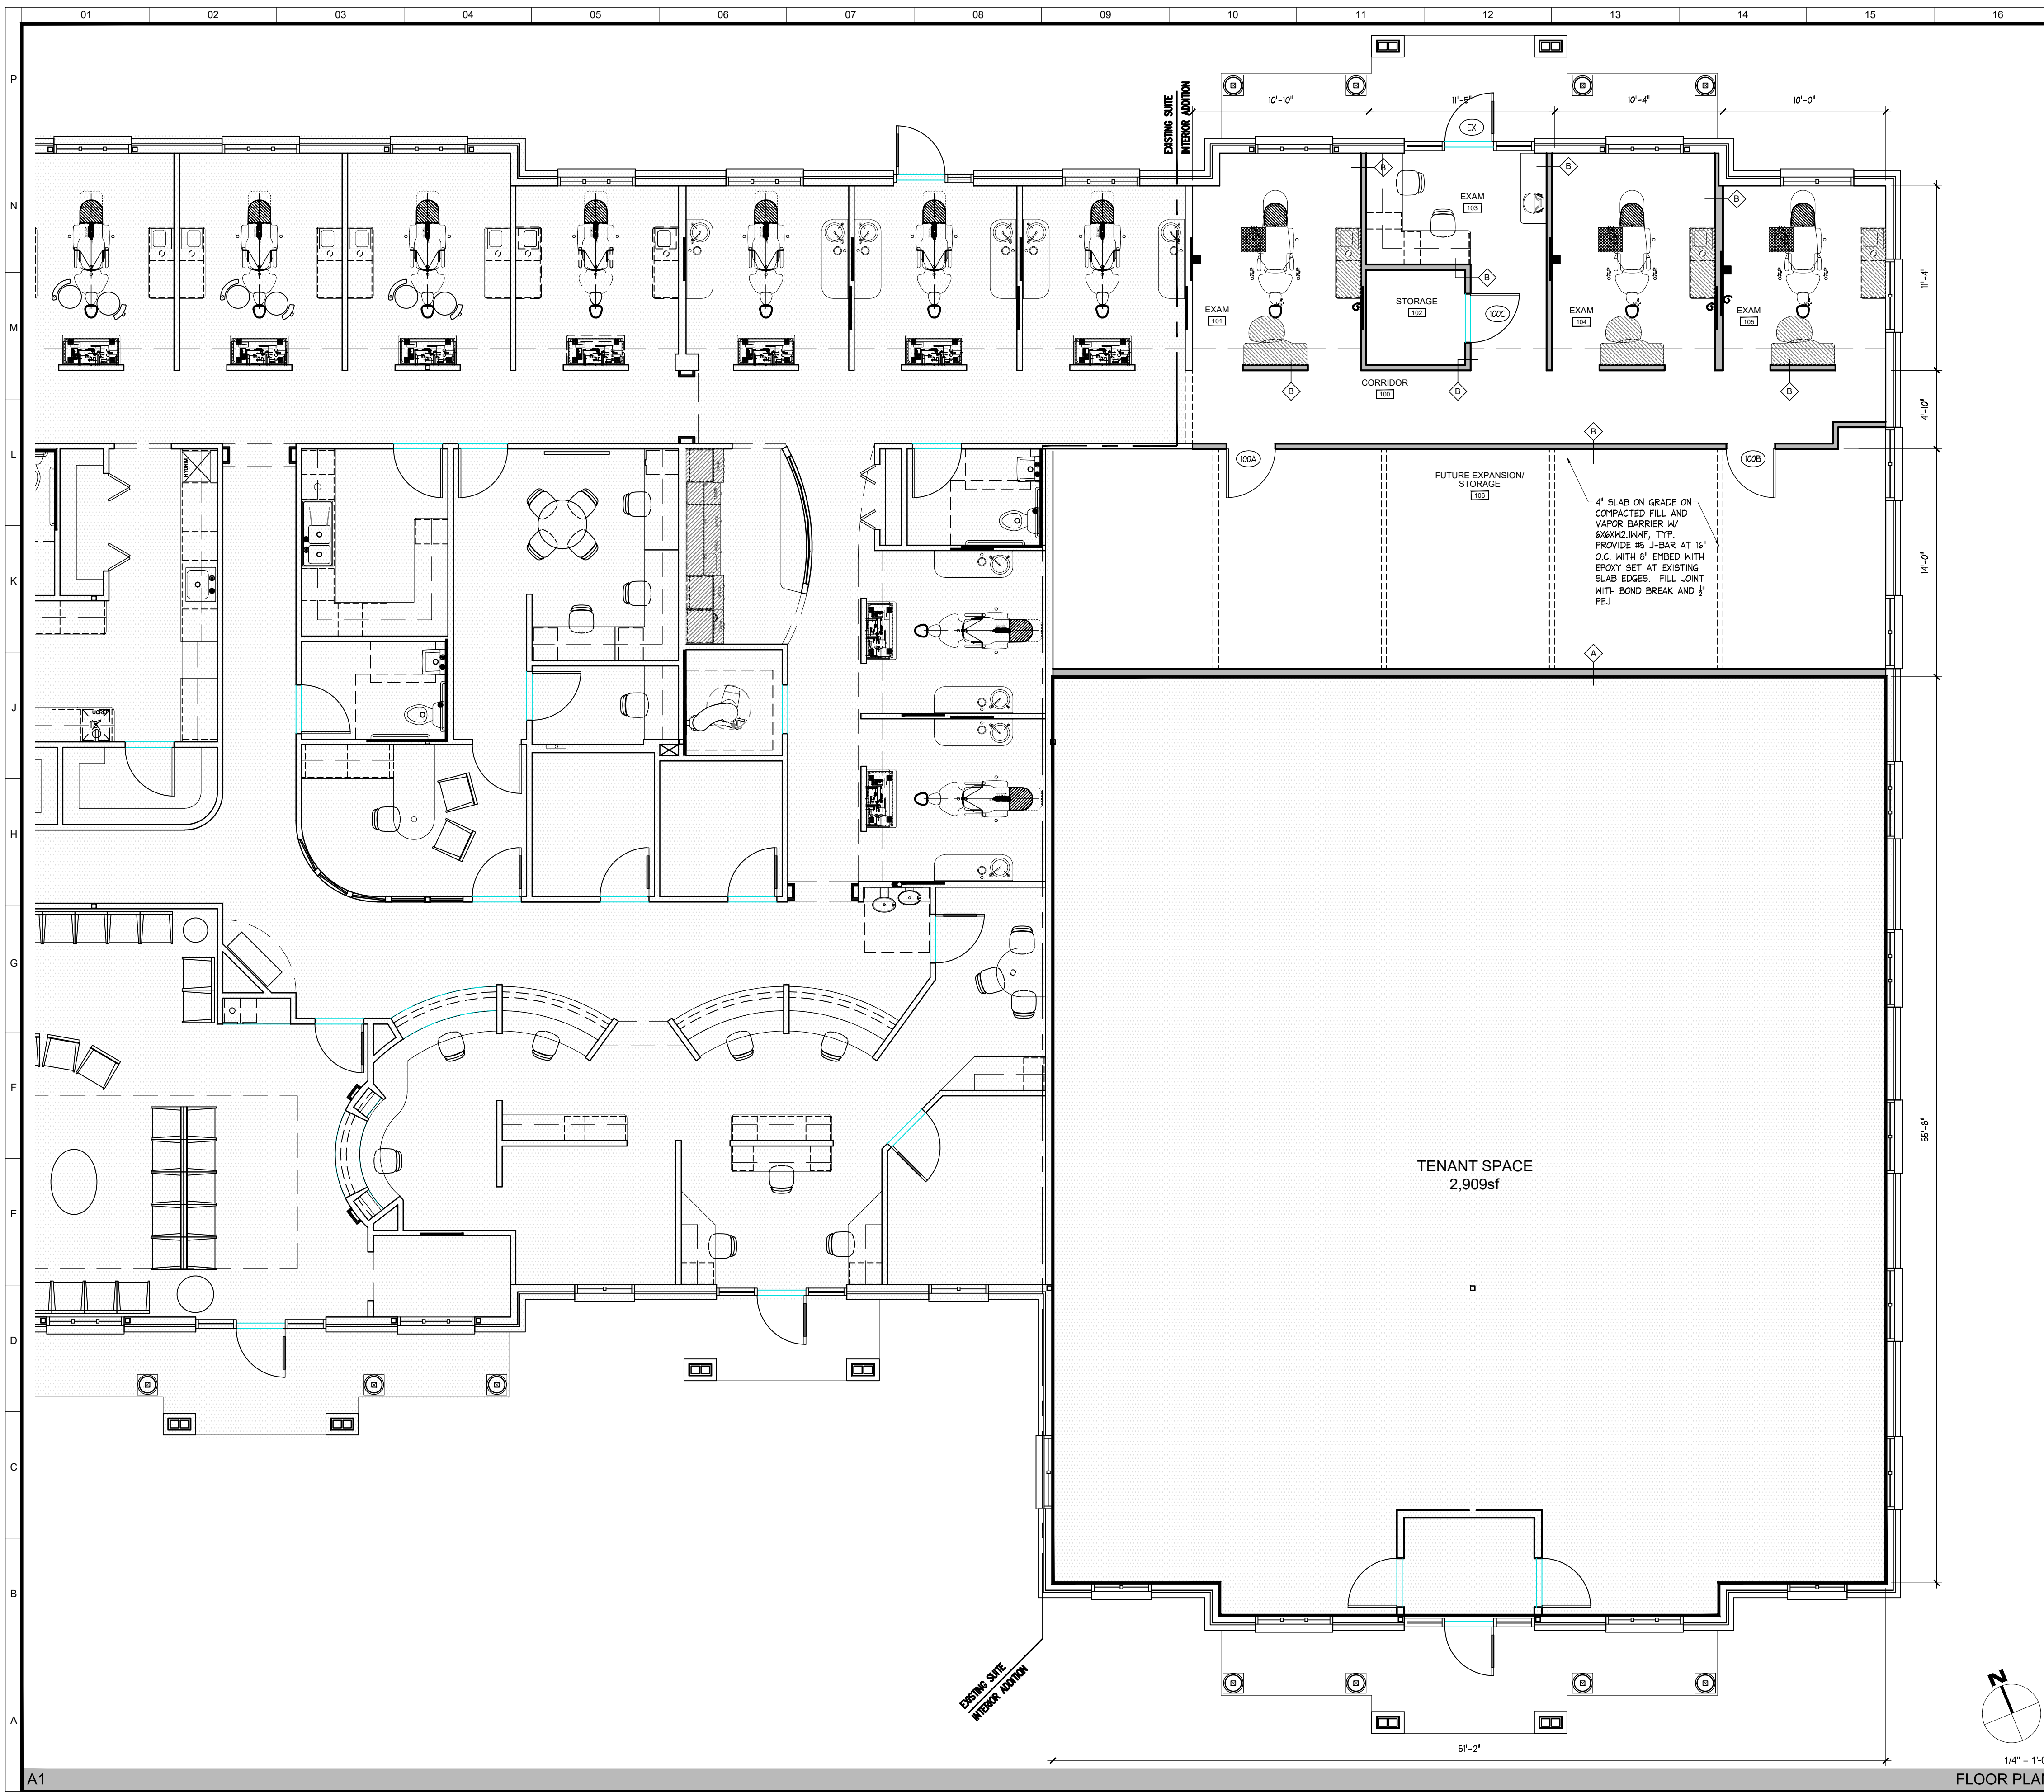 01 02 03 04 05 06 07 08 09 10 11 12 13 14 15 16
P
N
M
L
K
J
H
G
F
E
D
C
B
A
EXISTING SUITE
INTERIOR ADDITION
10'-10"
11'-5"
10'-4"
10'-0"
EX
B
B
B
EXAM
103
B
STORAGE
102
100C
EXAM
101
EXAM
104
EXAM
105
11'-4"
CORRIDOR
100
B
B
B
4'-10"
B
100A
100B
FUTURE EXPANSION/
STORAGE
106
4" SLAB ON GRADE ON
COMPACTED FILL AND
VAPOR BARRIER W/
6X6XW2.1WWF, TYP.
PROVIDE #5 J-BAR AT 16"
O.C. WITH 8" EMBED WITH
EPOXY SET AT EXISTING
SLAB EDGES. FILL JOINT
WITH BOND BREAK AND ½"
PEJ
14'-0"
A
TENANT SPACE
2,909sf
55'-8"
EXISTING SUITE
INTERIOR ADDITION
51'-2"
N
1/4" = 1'-0
A1
FLOOR PLAN